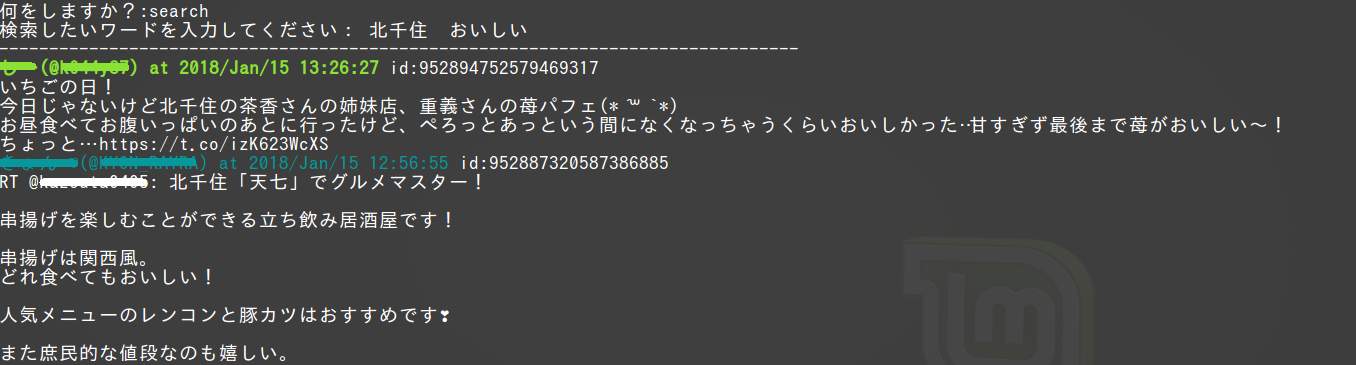 何をしますか?:search
検索したいワードを入力してください: 北千住　おいしい
--------------------------------------------------------------------------------
(@) at 2018/Jan/15 13:26:27 id:952894752579469317
いちごの日!
今日じゃないけど北千住の茶香さんの姉妹店、重義さんの苺パフェ(* ॑꒳ ॑*)
お昼食べてお腹いっぱいのあとに行ったけど、ぺろっとあっという間になくなっちゃうくらいおいしかった··甘すぎず最後まで苺がおいしい〜!
ちょっと…https://t.co/izK623WcXS
(@) at 2018/Jan/15 12:56:55 id:952887320587386885
RT @: 北千住「天七」でグルメマスター!
串揚げを楽しむことができる立ち飲み居酒屋です!
串揚げは関西風。
どれ食べてもおいしい!
人気メニューのレンコンと豚カツはおすすめです❣
また庶民的な値段なのも嬉しい。